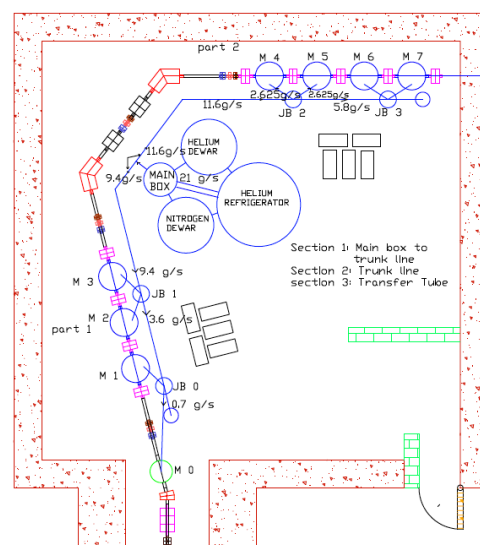 part 2
M 4
M 5
M 6
M 7
2.625g/s
2.625g/s
11.6g/s
5.8g/s
JB 2
JB 3
11.6g/s
HELIUM
DEWAR
9.4g/s
MAIN
BOX
21 g/s
HELIUM
REFRIGERATOR
NITROGEN
DEWAR
Section 1: Main box to
trunk line
Section 2: Trunk line
section 3: Transfer Tube
M 3
9.4 g/s
JB 1
M 2
3.6 g/s
part 1
M 1
JB 0
0.7 g/s
M 0